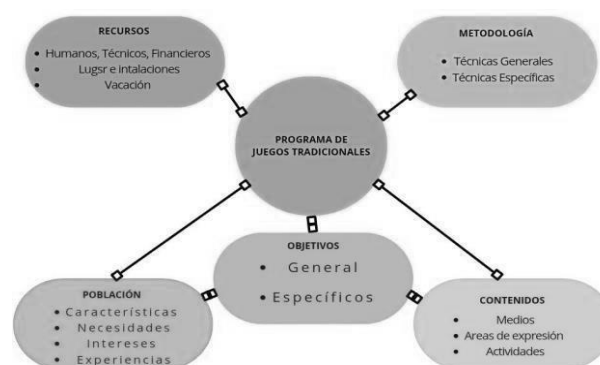 RECURSOS
• Humanos, Técnicos, Financieros
• Lugsr e intalaciones
• Vacación
METODOLOGÍA
• Técnicas Generales
• Técnicas Específicas
PROGRAMA DE
JUEGOS TRADICIONALES
OBJETIVOS
• General
• Específicos
POBLACIÓN
• Características
• Necesidades
• Intereses
• Experiencias
CONTENIDOS
• Medios
• Areas de expresión
• Actividades